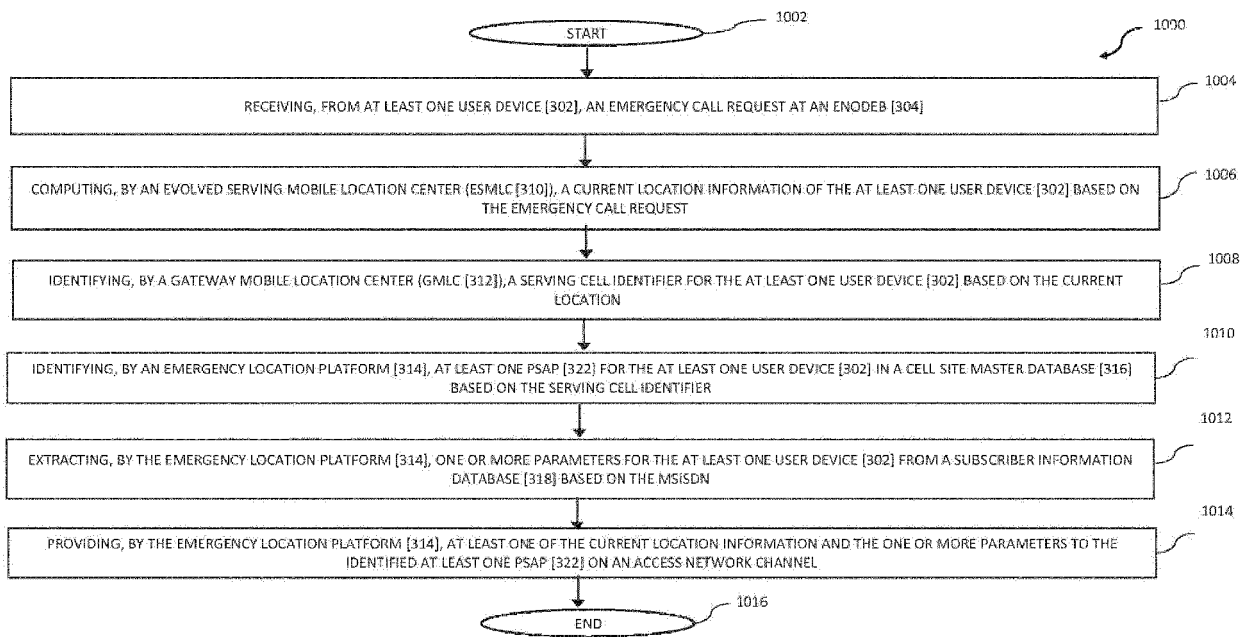 1002
START
1000
1004
RECEIVING, FROM AT LEAST ONE USER DEVICE [302], AN EMERGENCY CALL REQUEST AT AN ENODEB [304]
1006
COMPUTING, BY AN EVOLVED SERVING MOBILE LOCATION CENTER (ESMLC [310]), A CURRENT LOCATION INFORMATION OF THE AT LEAST ONE USER DEVICE [302] BASED ON
THE EMERGENCY CALL REQUEST
1008
IDENTIFYING, BY A GATEWAY MOBILE LOCATION CENTER (GMLC [312]), A SERVING CELL IDENTIFIER FOR THE AT LEAST ONE USER DEVICE [302] BASED ON THE CURRENT
LOCATION
1010
IDENTIFYING, BY AN EMERGENCY LOCATION PLATFORM [314], AT LEAST ONE PSAP [322] FOR THE AT LEAST ONE USER DEVICE [302] IN A CELL SITE MASTER DATABASE [316]
BASED ON THE SERVING CELL IDENTIFIER
1012
EXTRACTING, BY THE EMERGENCY LOCATION PLATFORM [314], ONE OR MORE PARAMETERS FOR THE AT LEAST ONE USER DEVICE [302] FROM A SUBSCRIBER INFORMATION
DATABASE [318] BASED ON THE MSISDN
1014
PROVIDING, BY THE EMERGENCY LOCATION PLATFORM [314], AT LEAST ONE OF THE CURRENT LOCATION INFORMATION AND THE ONE OR MORE PARAMETERS TO THE
IDENTIFIED AT LEAST ONE PSAP [322] ON AN ACCESS NETWORK CHANNEL
1016
END